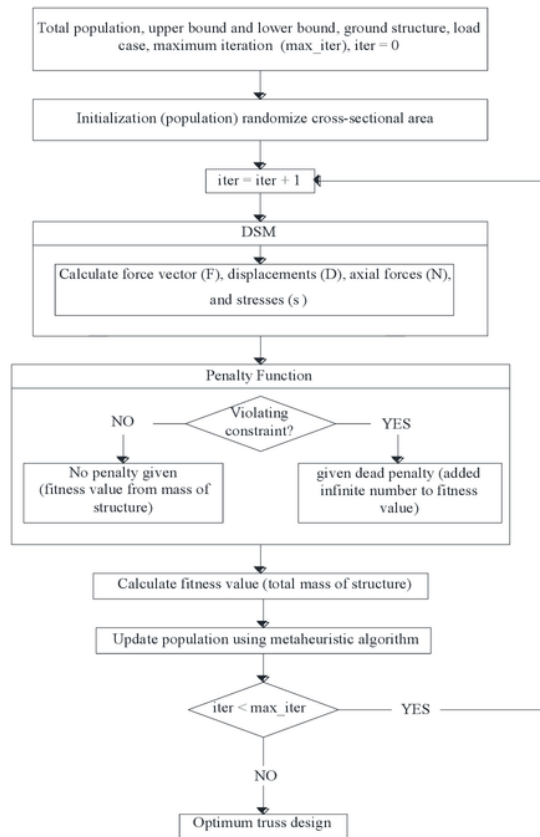 Total population, upper bound and lower bound, ground structure, load
case, maximum iteration (max_iter), iter = 0
Initialization (population) randomize cross-sectional area
iter = iter + 1
DSM
Calculate force vector (F), displacements (D), axial forces (N),
and stresses (s )
Penalty Function
Violating
constraint?
NO
YES
No penalty given
(fitness value from mass of
structure)
given dead penalty (added
infinite number to fitness
value)
Calculate fitness value (total mass of structure)
Update population using metaheuristic algorithm
iter < max_iter
YES
NO
Optimum truss design